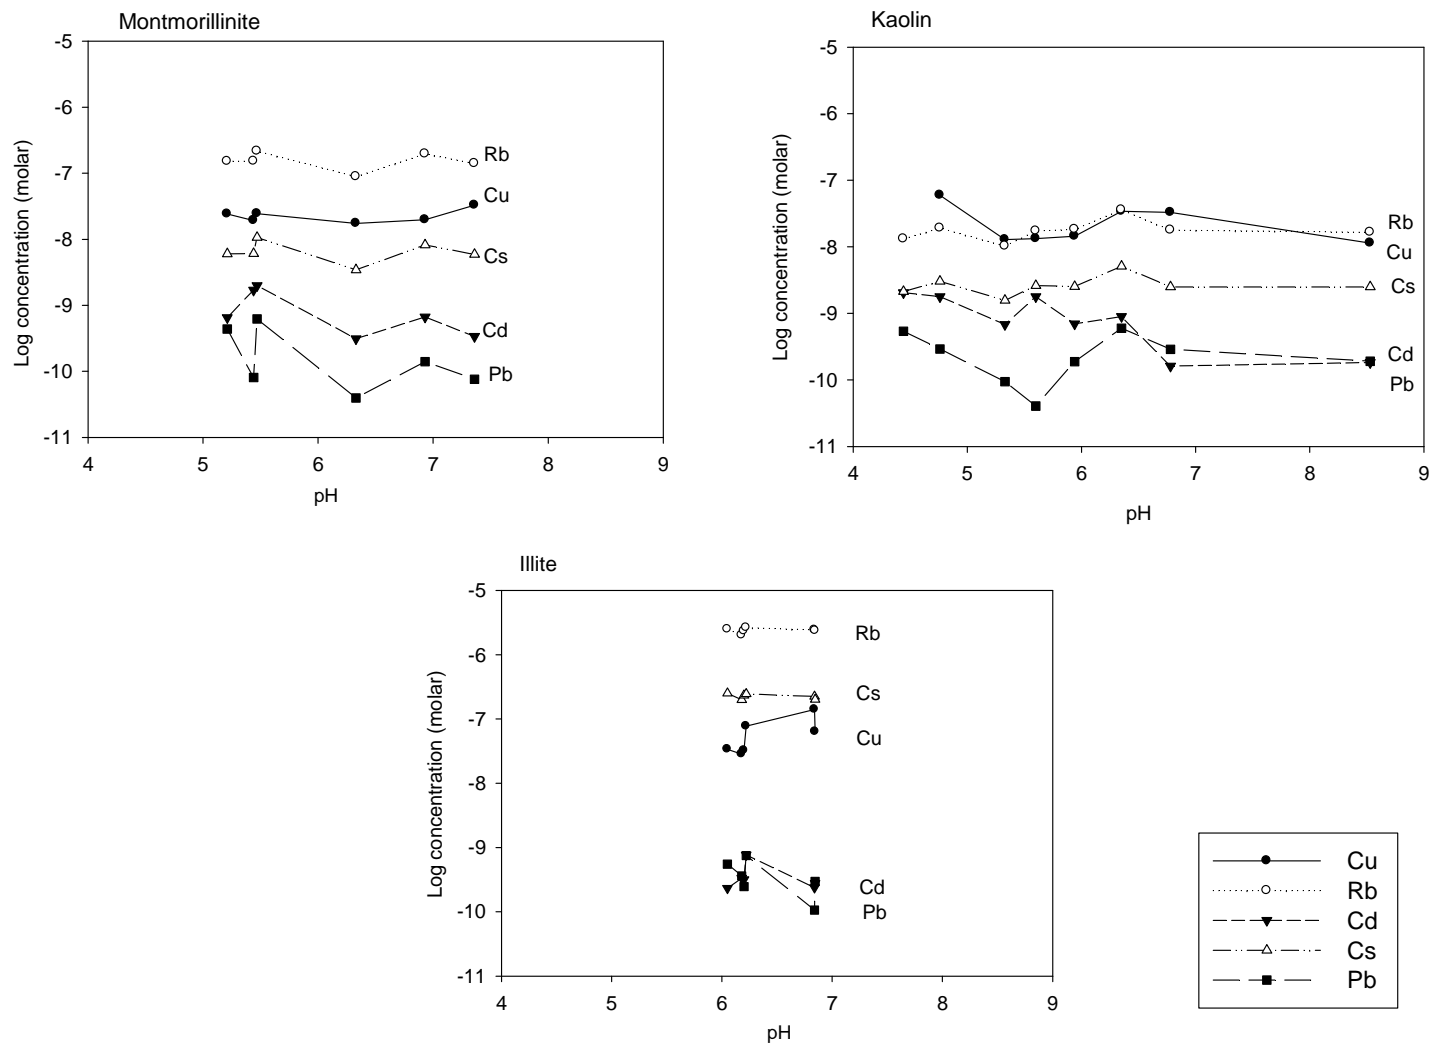 Montmorillinite
Log concentration (molar)
-5
-6
-7
-8
-9
-10
-11
Rb
Cu
Cs
Cd
Pb
4
5
6
7
8
9
pH
Kaolin
Log concentration (molar)
-5
-6
-7
-8
-9
-10
-11
Rb
Cu
Cs
Cd
Pb
4
5
6
7
8
9
pH
Illite
Log concentration (molar)
-5
-6
-7
-8
-9
-10
-11
Rb
Cs
Cu
Cd
Pb
4
5
6
7
8
9
pH
Cu
Rb
Cd
Cs
Pb